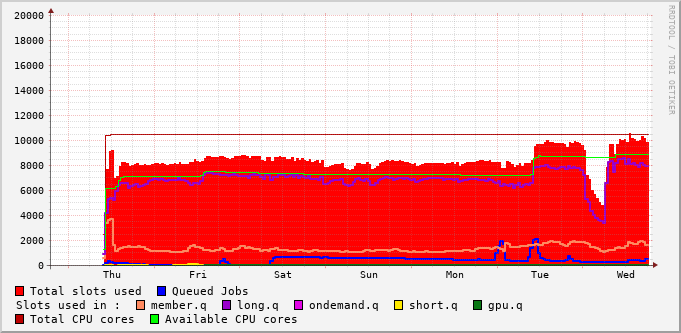 RRDTOOL / TOBI OETIKER
20000
18000
16000
14000
12000
10000
8000
6000
4000
2000
0
Thu Fri Sat Sun Mon Tue Wed
Total slots used Queued Jobs
Slots used in : member.q long.q ondemand.q short.q gpu.q
Total CPU cores Available CPU cores